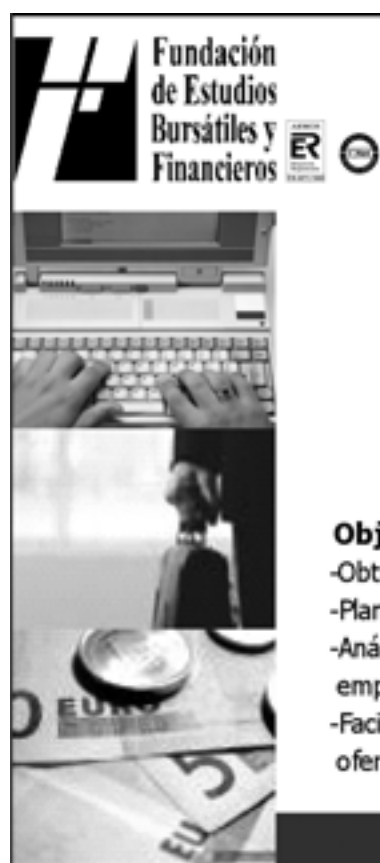 Fundación
de Estudios
Bursátiles y
Financieros
ER
EURO
Obj
-Obt
-Plan
-Aná
emp
-Faci
ofer